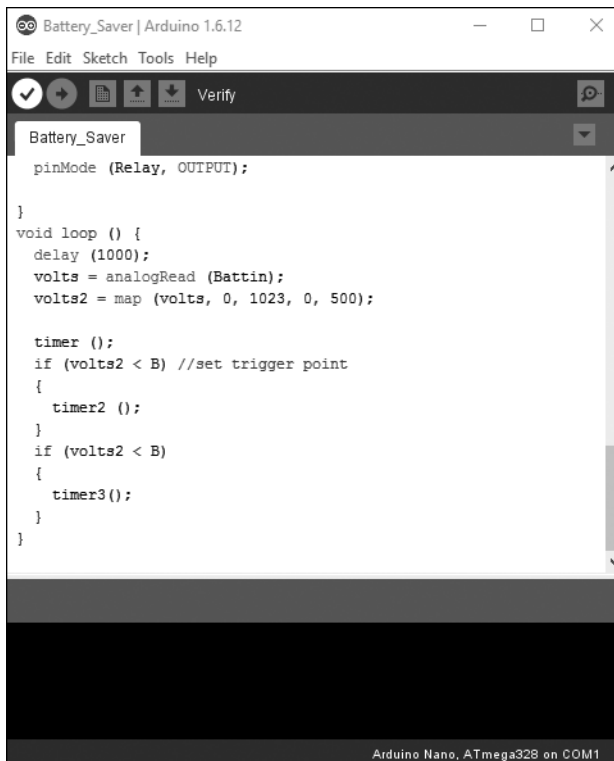 Battery_Saver | Arduino 1.6.12
File Edit Sketch Tools Help
Verify
Battery_Saver
  pinMode (Relay, OUTPUT);

}
void loop () {
  delay (1000);
  volts = analogRead (Battin);
  volts2 = map (volts, 0, 1023, 0, 500);

  timer ();
  if (volts2 < B) //set trigger point
  {
    timer2 ();
  }
  if (volts2 < B)
  {
    timer3();
  }
}
Arduino Nano, ATmega328 on COM1